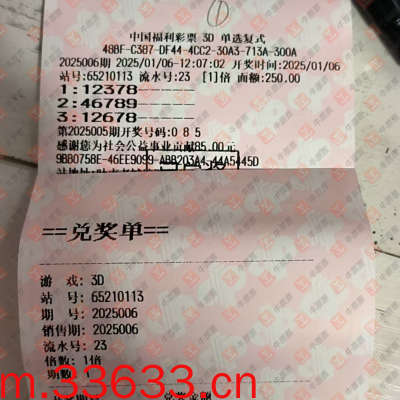 ①
中国福利彩票 3D 单选复式
48BF-C3B7-DF44-4CC2-30A3-713A-300A
2025006期 2025/01/06-12:07:02 开奖时间:2025/01/06
站号:65210113 流水号:23 [1]倍 面额:250.00
1:12378-----
2:46789-----
3:12678-----
第2025005期开奖号码:0 8 5
感谢您为社会公益事业贡献85.00元
==兑奖单==
游 戏: 3D
站 号: 65210113
期 号: 2025006
销售期: 2025006
流水号: 23
倍数: 1倍
期数
m.33633.cn